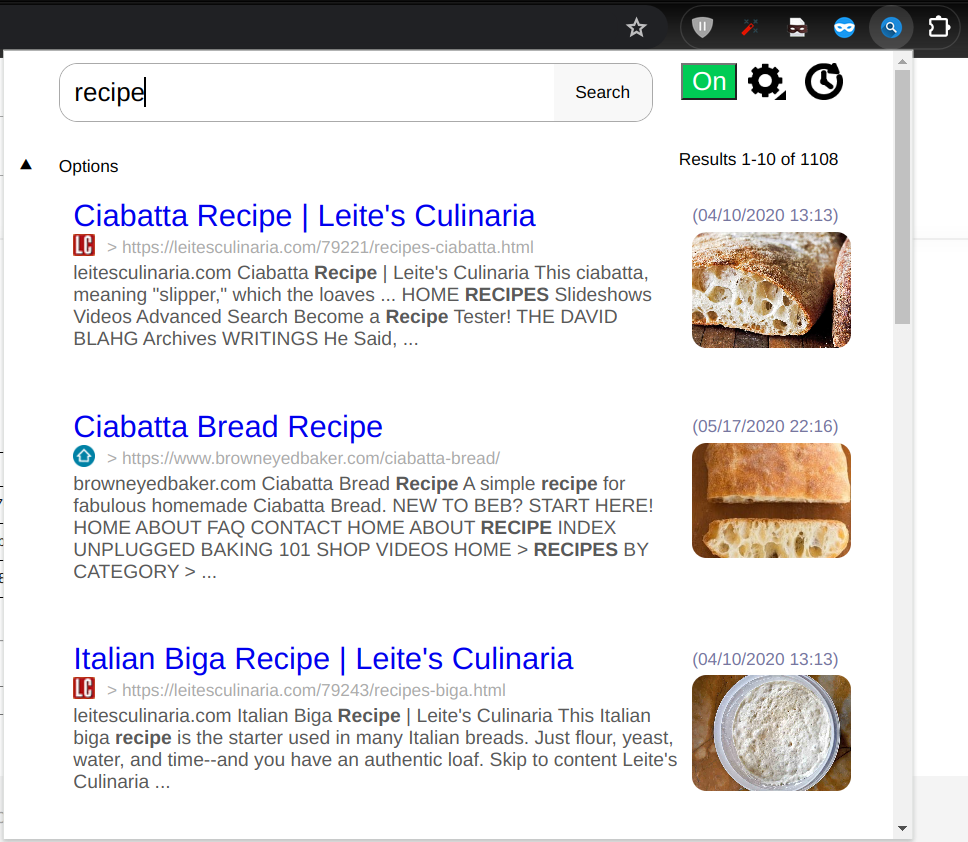 recipe
Search
On
Options
Results 1-10 of 1108
Ciabatta Recipe | Leite's Culinaria
(04/10/2020 13:13)
LC > https://leitesculinaria.com/79221/recipes-ciabatta.html
leitesculinaria.com Ciabatta Recipe | Leite's Culinaria This ciabatta,
meaning "slipper," which the loaves ... HOME RECIPES Slideshows
Videos Advanced Search Become a Recipe Tester! THE DAVID
BLAHG Archives WRITINGS He Said, ...
Ciabatta Bread Recipe
(05/17/2020 22:16)
> https://www.browneyedbaker.com/ciabatta-bread/
browneyedbaker.com Ciabatta Bread Recipe A simple recipe for
fabulous homemade Ciabatta Bread. NEW TO BEB? START HERE!
HOME ABOUT FAQ CONTACT HOME ABOUT RECIPE INDEX
UNPLUGGED BAKING 101 SHOP VIDEOS HOME > RECIPES BY
CATEGORY > ...
Italian Biga Recipe | Leite's Culinaria
(04/10/2020 13:13)
LC > https://leitesculinaria.com/79243/recipes-biga.html
leitesculinaria.com Italian Biga Recipe | Leite's Culinaria This Italian
biga recipe is the starter used in many Italian breads. Just flour, yeast,
water, and time--and you have an authentic loaf. Skip to content Leite's
Culinaria ...